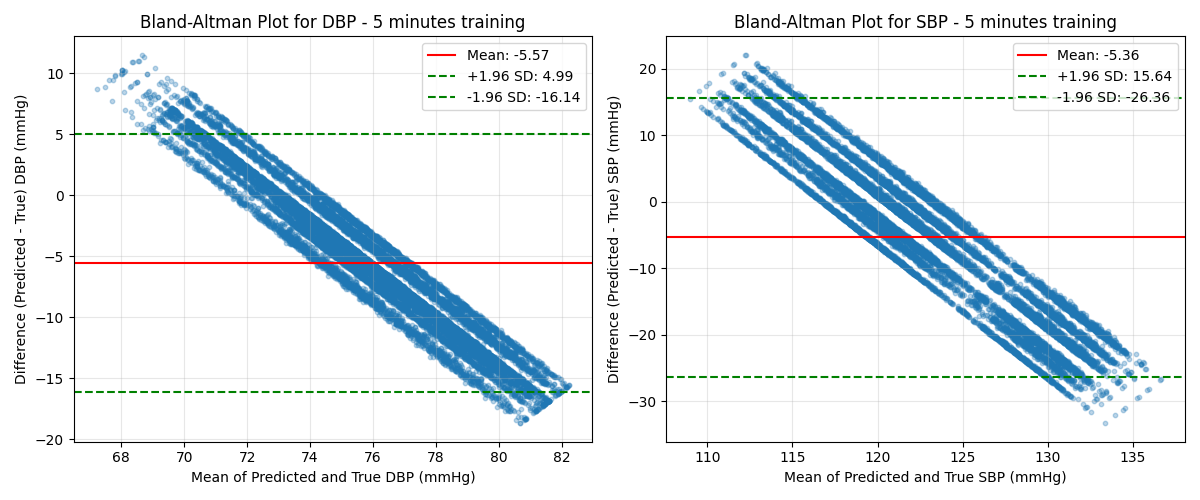 Bland-Altman Plot for DBP - 5 minutes training
Difference (Predicted - True) DBP (mmHg)
10
5
0
−5
−10
−15
−20
Mean: -5.57
+1.96 SD: 4.99
-1.96 SD: -16.14
68 70 72 74 76 78 80 82
Mean of Predicted and True DBP (mmHg)
Bland-Altman Plot for SBP - 5 minutes training
Difference (Predicted - True) SBP (mmHg)
20
10
0
−10
−20
−30
Mean: -5.36
+1.96 SD: 15.64
-1.96 SD: -26.36
110 115 120 125 130 135
Mean of Predicted and True SBP (mmHg)